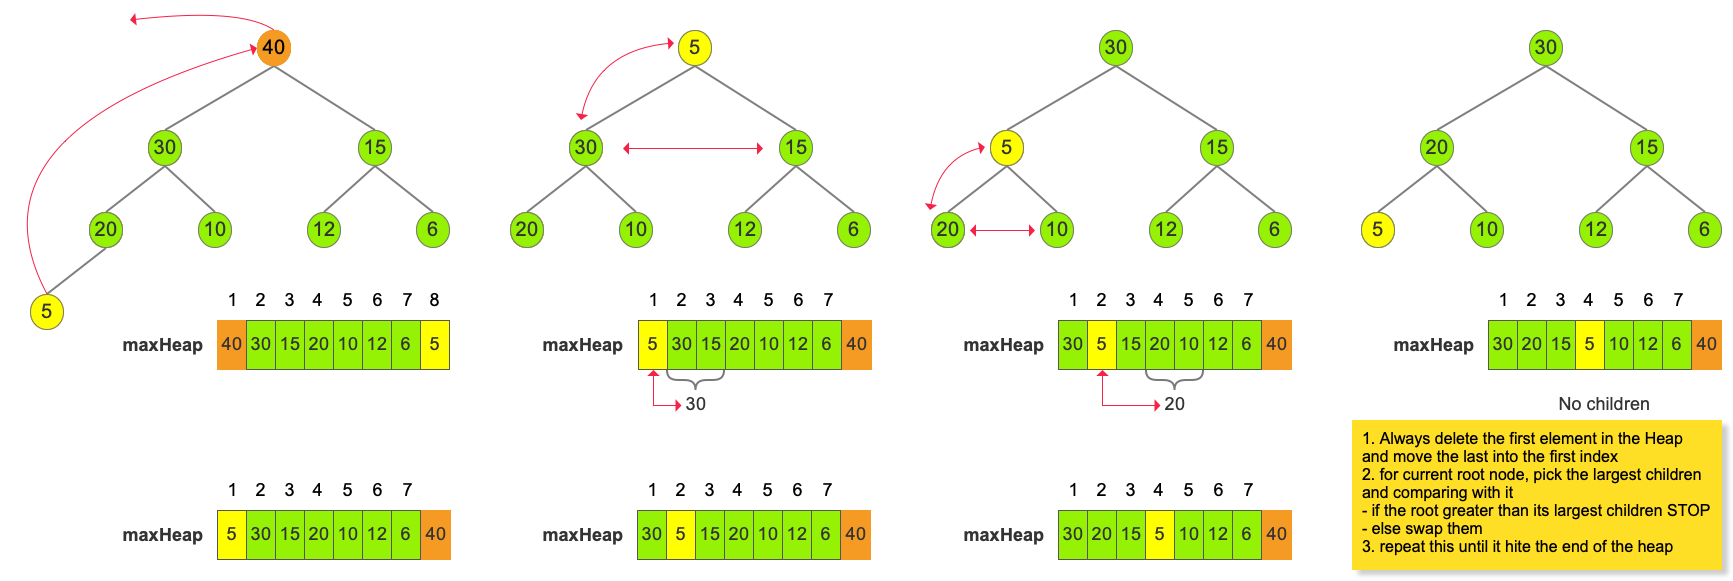 40
5
30
30
30
15
30
15
5
15
20
15
20
10
12
6
20
10
12
6
20
10
12
6
5
10
12
6
5
1 2 3 4 5 6 7 8
maxHeap 40 30 15 20 10 12 6 5
1 2 3 4 5 6 7
maxHeap 5 30 15 20 10 12 6 40
30
1 2 3 4 5 6 7
maxHeap 30 5 15 20 10 12 6 40
20
1 2 3 4 5 6 7
maxHeap 30 20 15 5 10 12 6 40
No children
1 2 3 4 5 6 7
maxHeap 5 30 15 20 10 12 6 40
1 2 3 4 5 6 7
maxHeap 30 5 15 20 10 12 6 40
1 2 3 4 5 6 7
maxHeap 30 20 15 5 10 12 6 40
1. Always delete the first element in the Heap
and move the last into the first index
2. for current root node, pick the largest children
and comparing with it
- if the root greater than its largest children STOP
- else swap them
3. repeat this until it hite the end of the heap